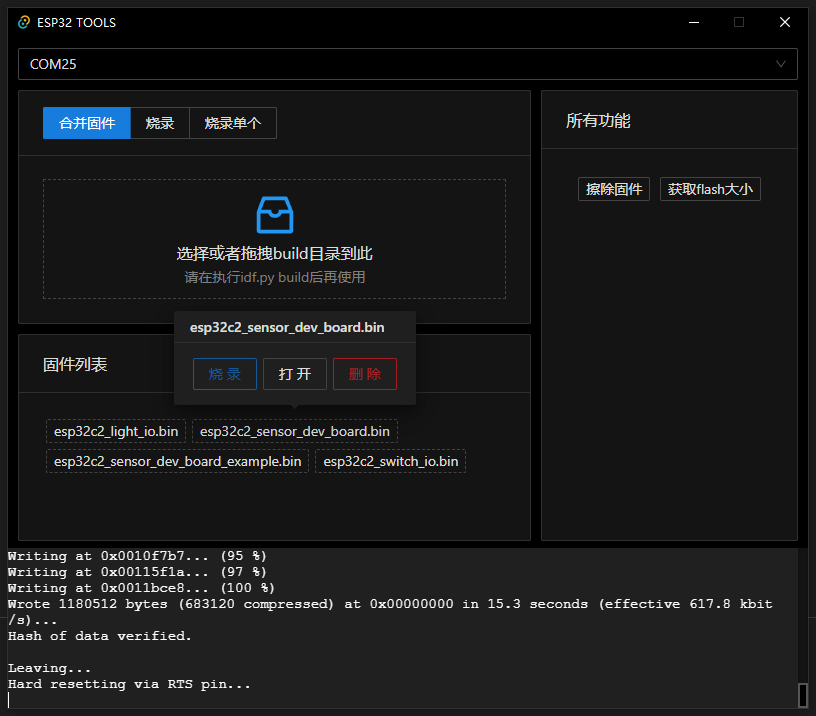 ESP32 TOOLS
COM25
合并固件 烧录 烧录单个
所有功能
擦除固件 获取flash大小
选择或者拖拽build目录到此
请在执行idf.py build后再使用
esp32c2_sensor_dev_board.bin
烧 录 打 开 删 除
固件列表
esp32c2_light_io.bin esp32c2_sensor_dev_board.bin
esp32c2_sensor_dev_board_example.bin esp32c2_switch_io.bin
Writing at 0x0010f7b7... (95 %)
Writing at 0x00115f1a... (97 %)
Writing at 0x0011bce8... (100 %)
Wrote 1180512 bytes (683120 compressed) at 0x00000000 in 15.3 seconds (effective 617.8 kbit
/s)...
Hash of data verified.
Leaving...
Hard resetting via RTS pin...